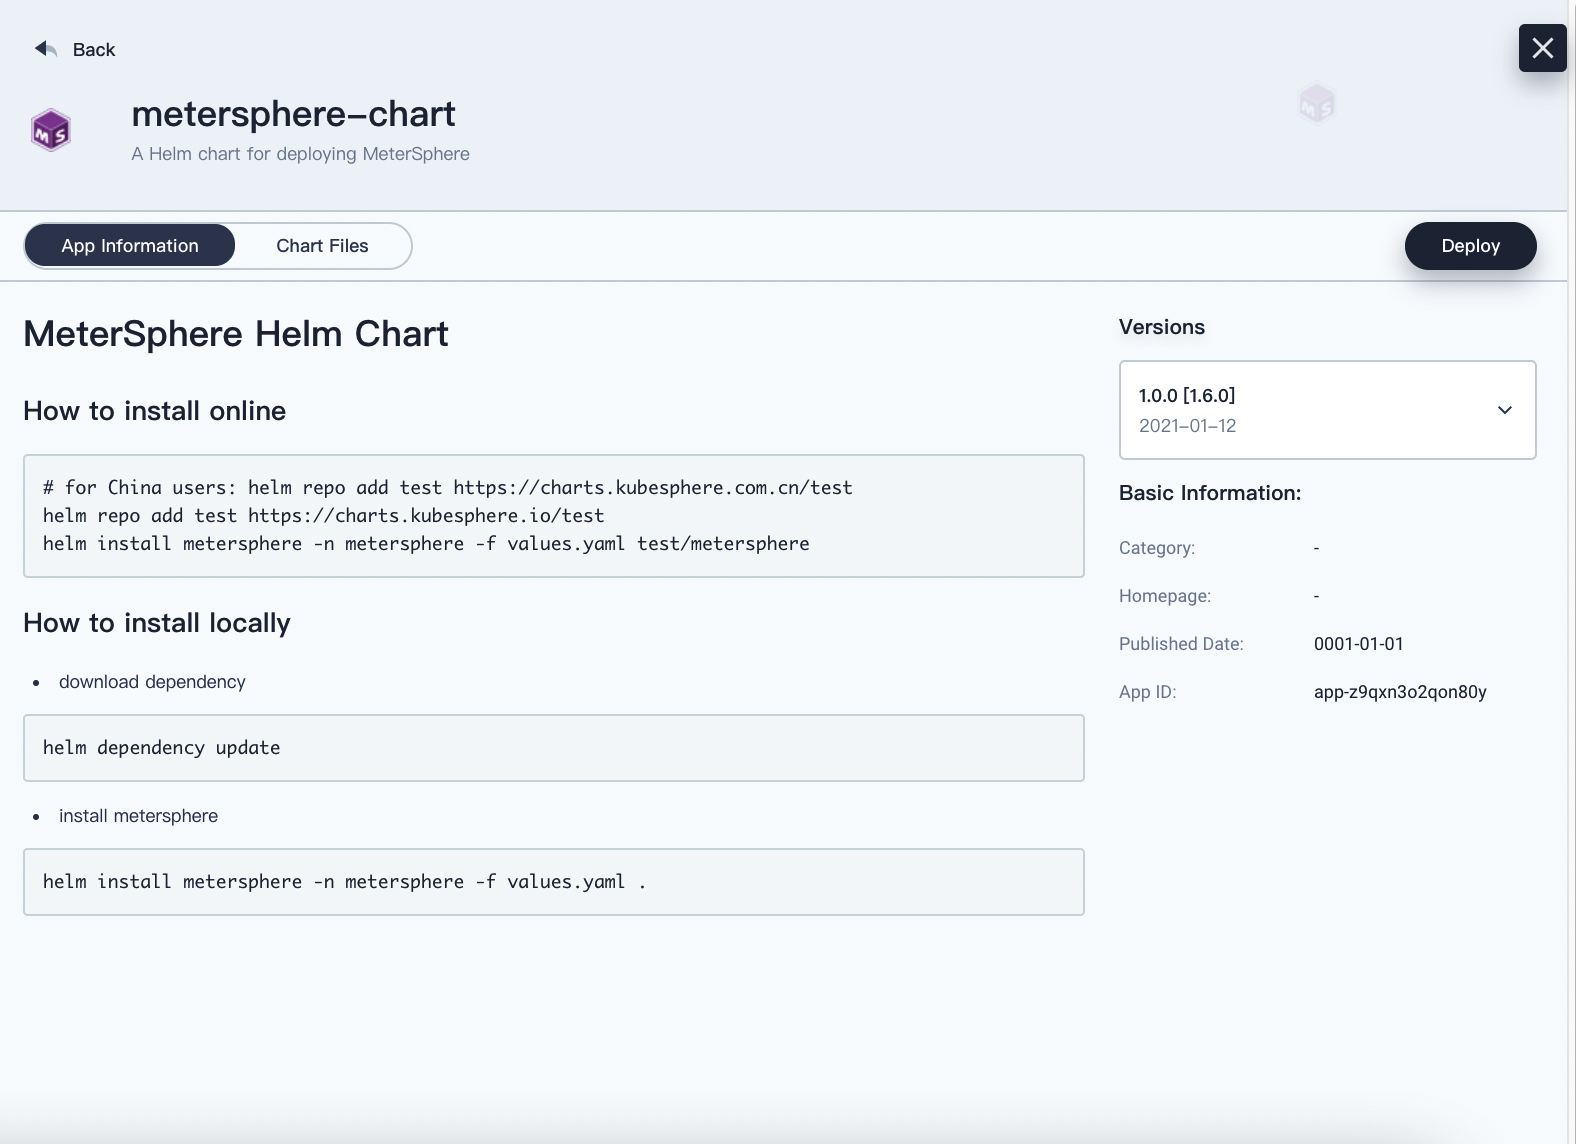 Back
metersphere-chart
A Helm chart for deploying MeterSphere
MS
MS
App Information
Chart Files
Deploy
MeterSphere Helm Chart
How to install online
# for China users: helm repo add test https://charts.kubesphere.com.cn/test
helm repo add test https://charts.kubesphere.io/test
helm install metersphere -n metersphere -f values.yaml test/metersphere
How to install locally
• download dependency
helm dependency update
• install metersphere
helm install metersphere -n metersphere -f values.yaml .
Versions
1.0.0 [1.6.0]
2021-01-12
Basic Information:
Category: -
Homepage: -
Published Date: 0001-01-01
App ID: app-z9qxn3o2qon80y